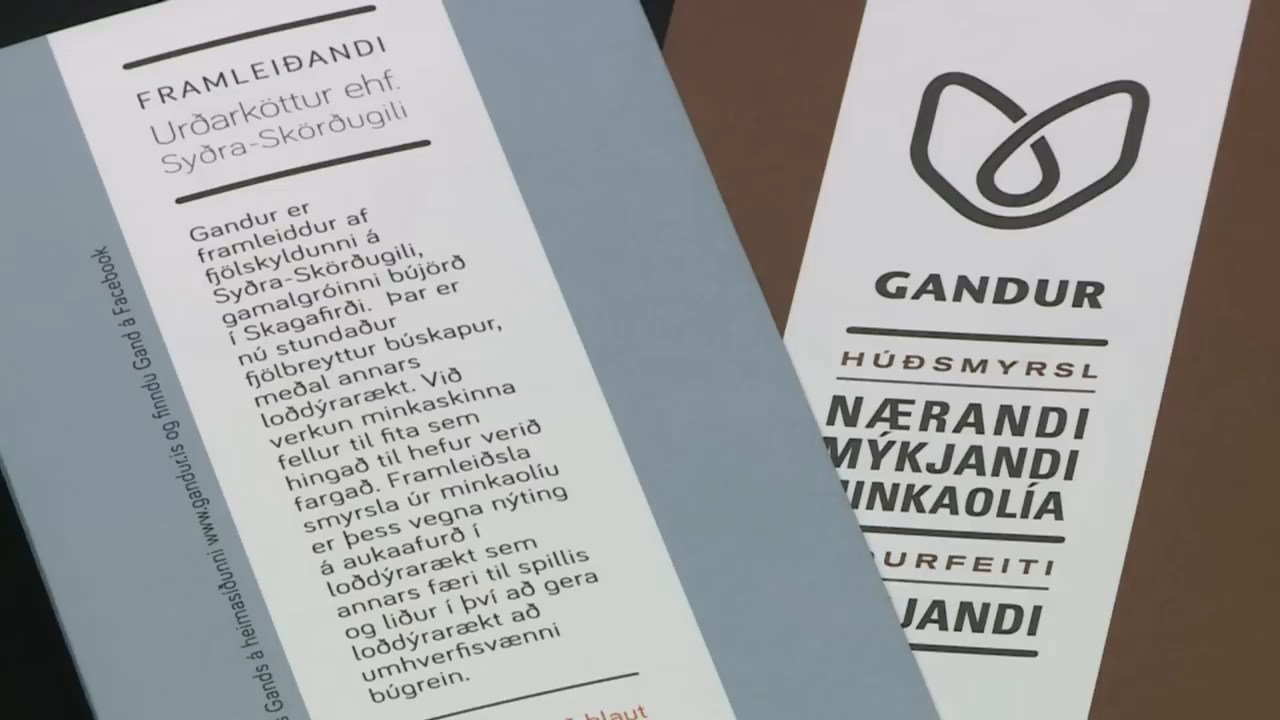 FRAMLEIÐANDI
Urðarköttur ehf.
Syðra-Skörðugili
Gandur er
framleiddur af
fjölskyldunni á
Syðra-Skörðugili,
gamalgróinni bújörð
í Skagafirði. Þar er
nú stundaður
fjölbreyttur búskapur,
meðal annars
loðdýrarækt. Við
verkun minkaskinna
fellur til fita sem
hingað til hefur verið
fargað. Framleiðsla
smyrsla úr minkaolíu
er þess vegna nýting
á aukaafurð í
loðdýrarækt sem
annars færi til spillis
og liður í því að gera
loðdýrarækt að
umhverfisvænni
búgrein.
blaut
Gands á heimasíðunni www.gandur.is og finndu Gand á Facebook
GANDUR
HÚÐSMYRSL
NÆRANDI
MÝKJANDI
INKAOLÍA
URFEITI
JANDI